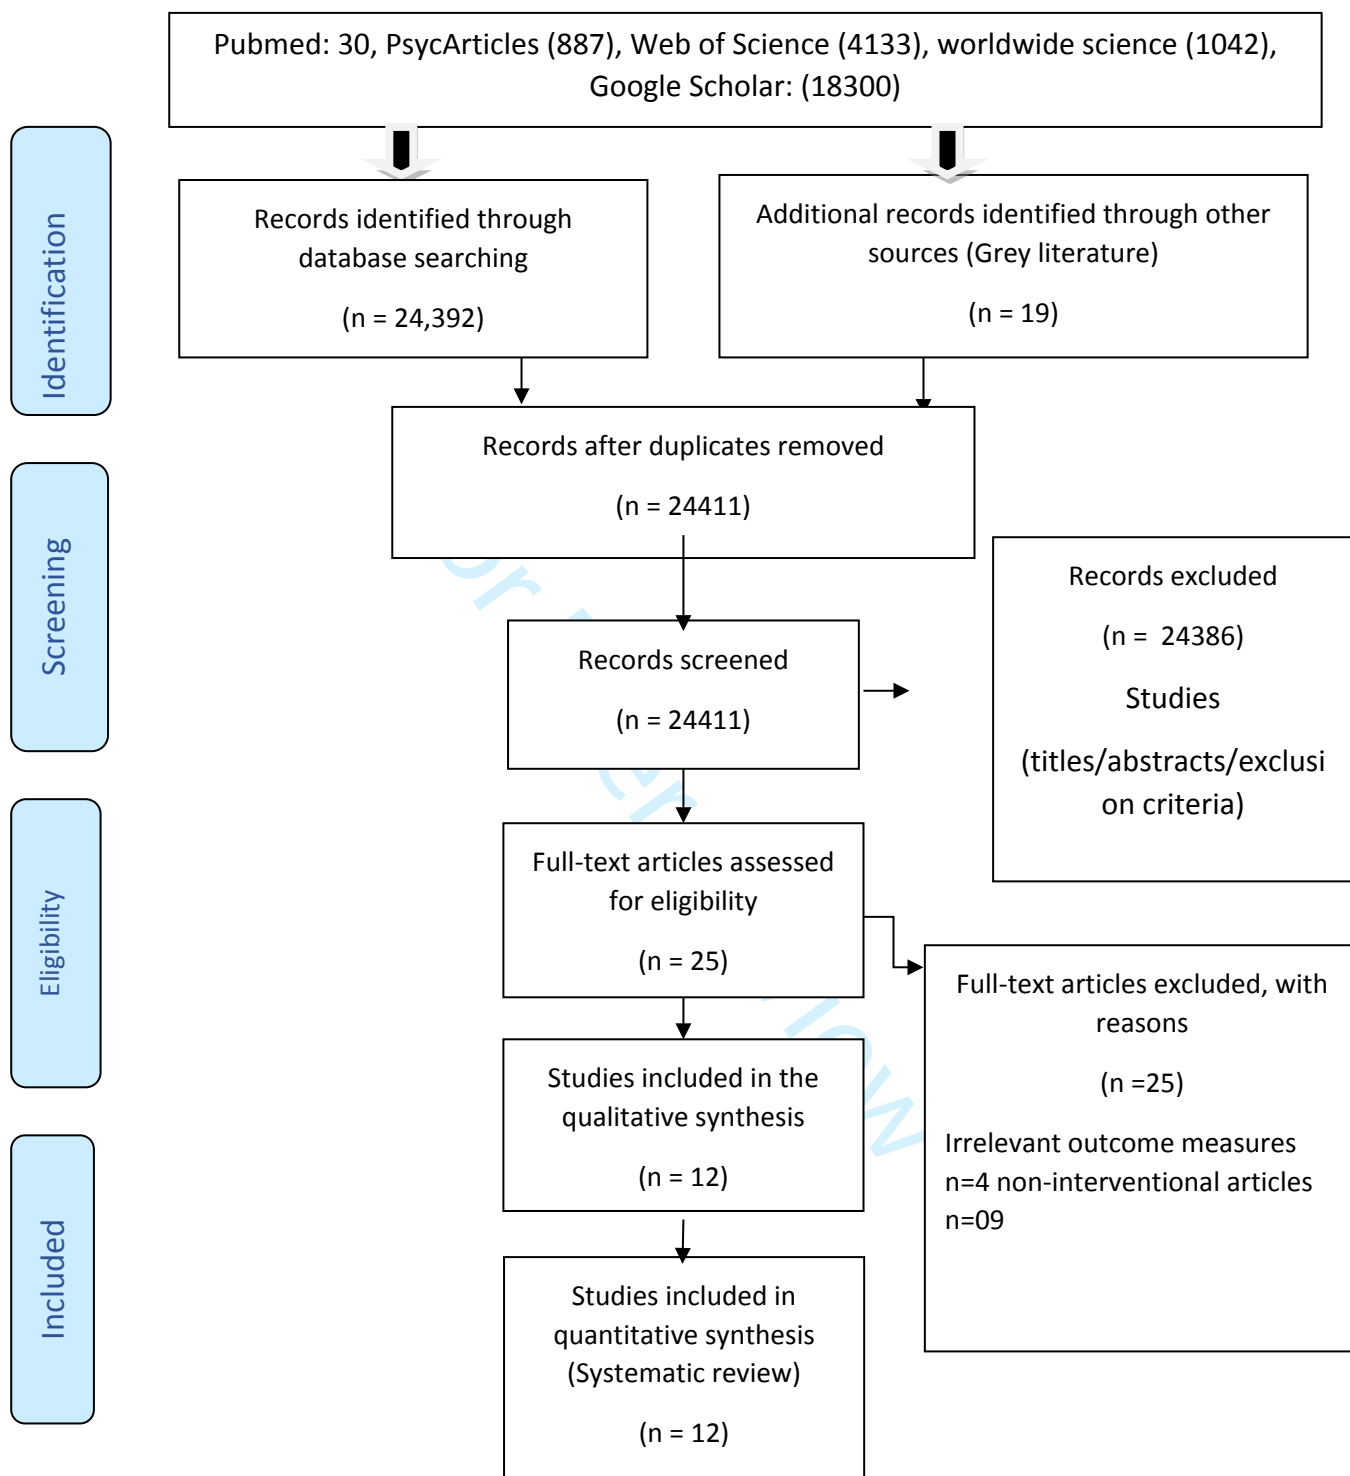 Pubmed: 30, PsycArticles (887), Web of Science (4133), worldwide science (1042),
Google Scholar: (18300)
Identification
Records identified through
database searching
(n = 24,392)
Additional records identified through other
sources (Grey literature)
(n = 19)
Records after duplicates removed
(n = 24411)
Screening
Records screened
(n = 24411)
Records excluded
(n = 24386)
Studies
(titles/abstracts/exclusi
on criteria)
Eligibility
Full-text articles assessed
for eligibility
(n = 25)
Full-text articles excluded, with
reasons
(n =25)
Irrelevant outcome measures
n=4 non-interventional articles
n=09
Studies included in the
qualitative synthesis
(n = 12)
Included
Studies included in
quantitative synthesis
(Systematic review)
(n = 12)